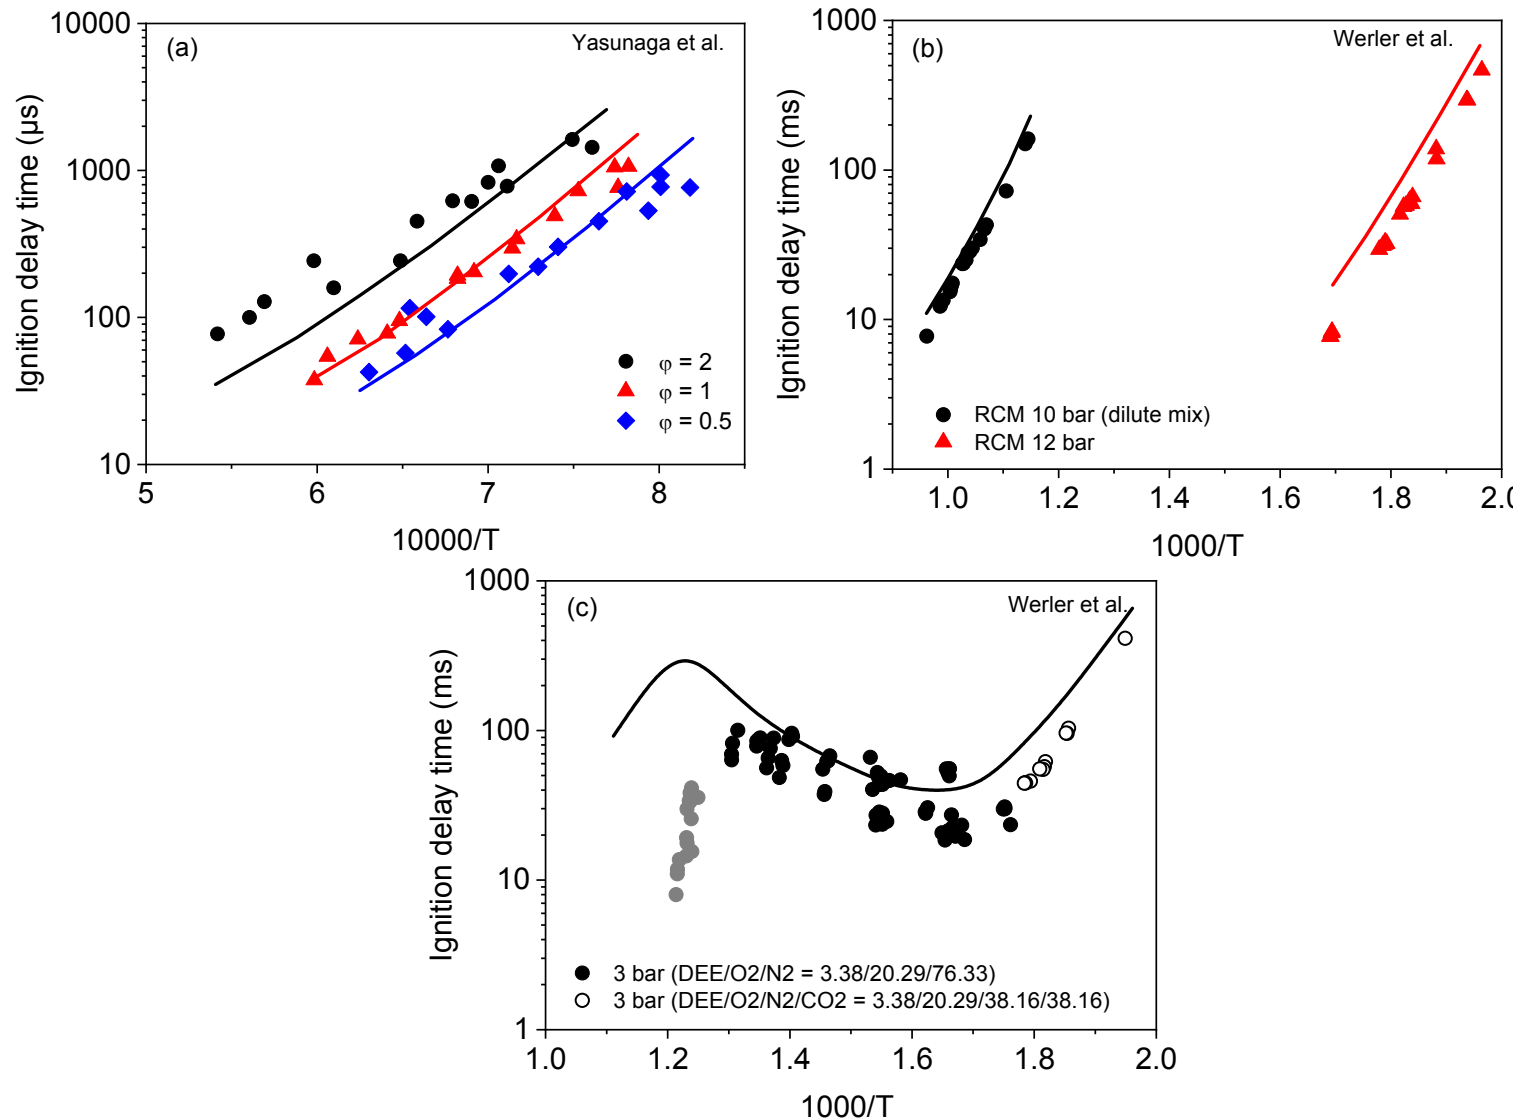 (a)
Yasunaga et al.
Ignition delay time (µs)
10000
1000
100
10
φ = 2
φ = 1
φ = 0.5
5 6 7 8
10000/T
(b)
Werler et al.
Ignition delay time (ms)
1000
100
10
1
RCM 10 bar (dilute mix)
RCM 12 bar
1.0 1.2 1.4 1.6 1.8 2.0
1000/T
(c)
Werler et al.
Ignition delay time (ms)
1000
100
10
1
3 bar (DEE/O2/N2 = 3.38/20.29/76.33)
3 bar (DEE/O2/N2/CO2 = 3.38/20.29/38.16/38.16)
1.0 1.2 1.4 1.6 1.8 2.0
1000/T